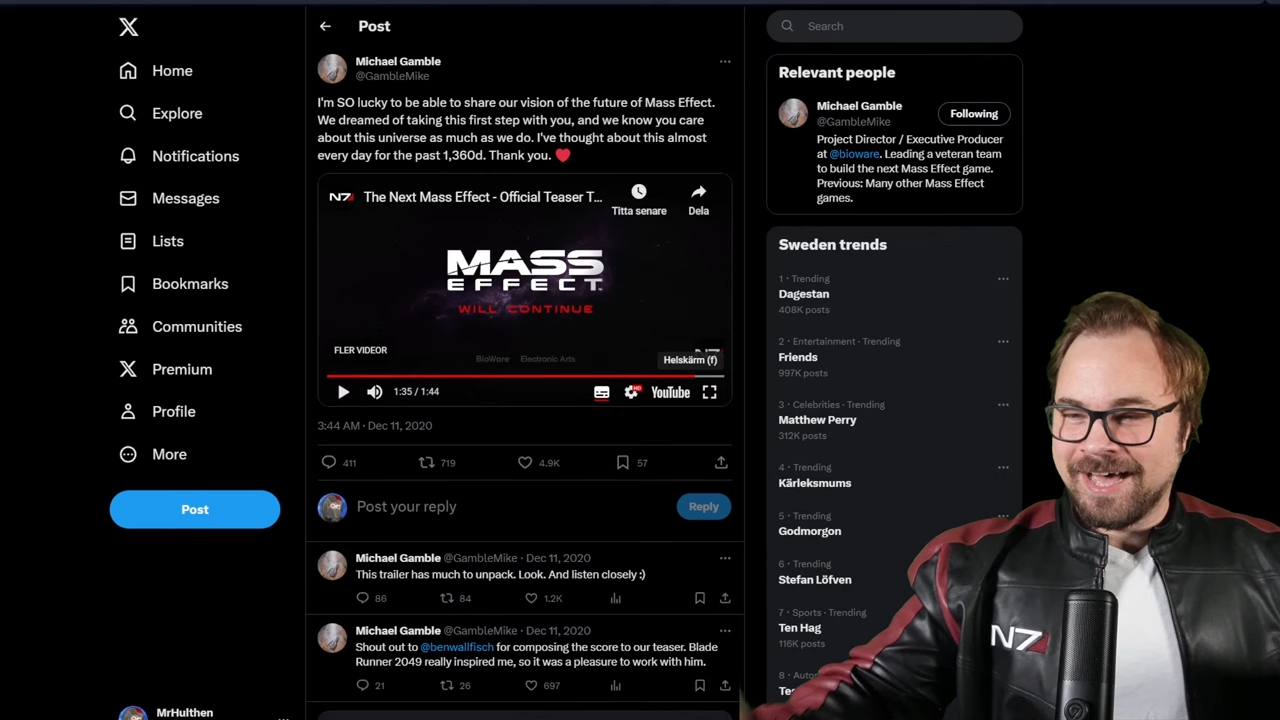 Home
Explore
Notifications
Messages
Lists
Bookmarks
Communities
Premium
Profile
More
Post
MrHulthen
Post
Michael Gamble
@GambleMike
I'm SO lucky to be able to share our vision of the future of Mass Effect.
We dreamed of taking this first step with you, and we know you care
about this universe as much as we do. I've thought about this almost
every day for the past 1,360d. Thank you. ❤️
N7 The Next Mass Effect - Official Teaser T...
Titta senare
Dela
MASS
EFFECT
WILL CONTINUE
FLER VIDEOR
BioWare Electronic Arts
Helskärm (f)
1:35 / 1:44
HD
YouTube
3:44 AM · Dec 11, 2020
411 719 4.9K 57
Post your reply
Reply
Michael Gamble @GambleMike · Dec 11, 2020
This trailer has much to unpack. Look. And listen closely :)
86 84 1.2K
Michael Gamble @GambleMike · Dec 11, 2020
Shout out to @benwallfisch for composing the score to our teaser. Blade
Runner 2049 really inspired me, so it was a pleasure to work with him.
21 26 697
Search
Relevant people
Michael Gamble
@GambleMike
Following
Project Director / Executive Producer
at @bioware. Leading a veteran team
to build the next Mass Effect game.
Previous: Many other Mass Effect
games.
Sweden trends
1 · Trending
Dagestan
408K posts
2 · Entertainment · Trending
Friends
997K posts
3 · Celebrities · Trending
Matthew Perry
312K posts
4 · Trending
Kärleksmums
5 · Trending
Godmorgon
6 · Trending
Stefan Löfven
7 · Sports · Trending
Ten Hag
116K posts
N7